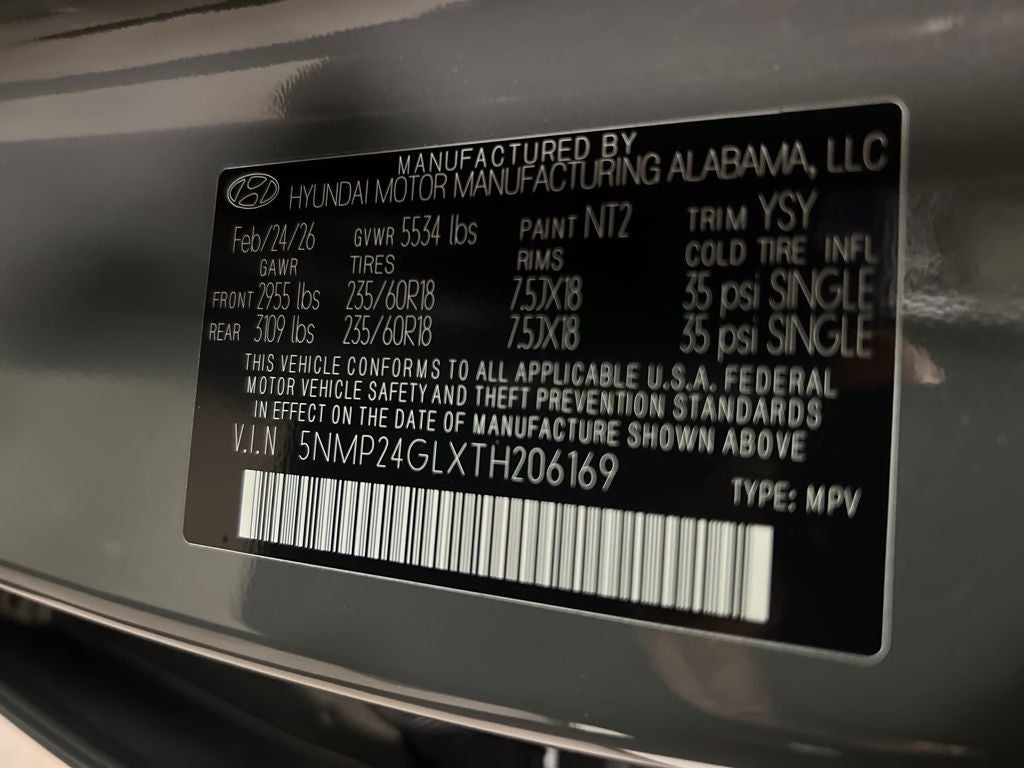 MANUFACTURED BY
HYUNDAI MOTOR MANUFACTURING ALABAMA, LLC
Feb/24/26 GVWR 5534 lbs PAINT NT2 TRIM YSY
GAWR TIRES RIMS COLD TIRE INFL
FRONT 2955 lbs 235/60R18 7.5JX18 35 psi SINGLE
REAR 3109 lbs 235/60R18 7.5JX18 35 psi SINGLE
THIS VEHICLE CONFORMS TO ALL APPLICABLE U.S.A. FEDERAL
MOTOR VEHICLE SAFETY AND THEFT PREVENTION STANDARDS
IN EFFECT ON THE DATE OF MANUFACTURE SHOWN ABOVE
V.I.N 5NMP24GLXTH206169
TYPE: MPV